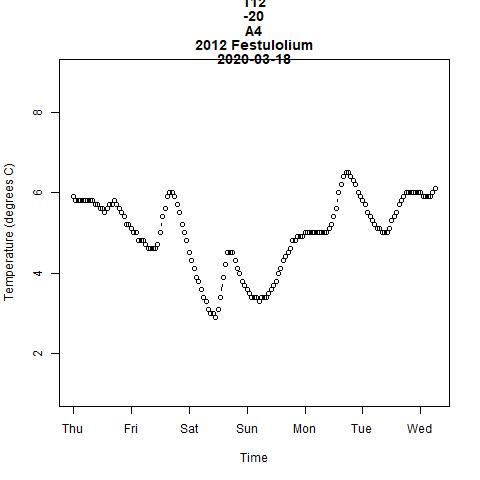 T12
-20
A4
2012 Festulolium
2020-03-18
Temperature (degrees C)
8
6
4
2
Thu Fri Sat Sun Mon Tue Wed
Time